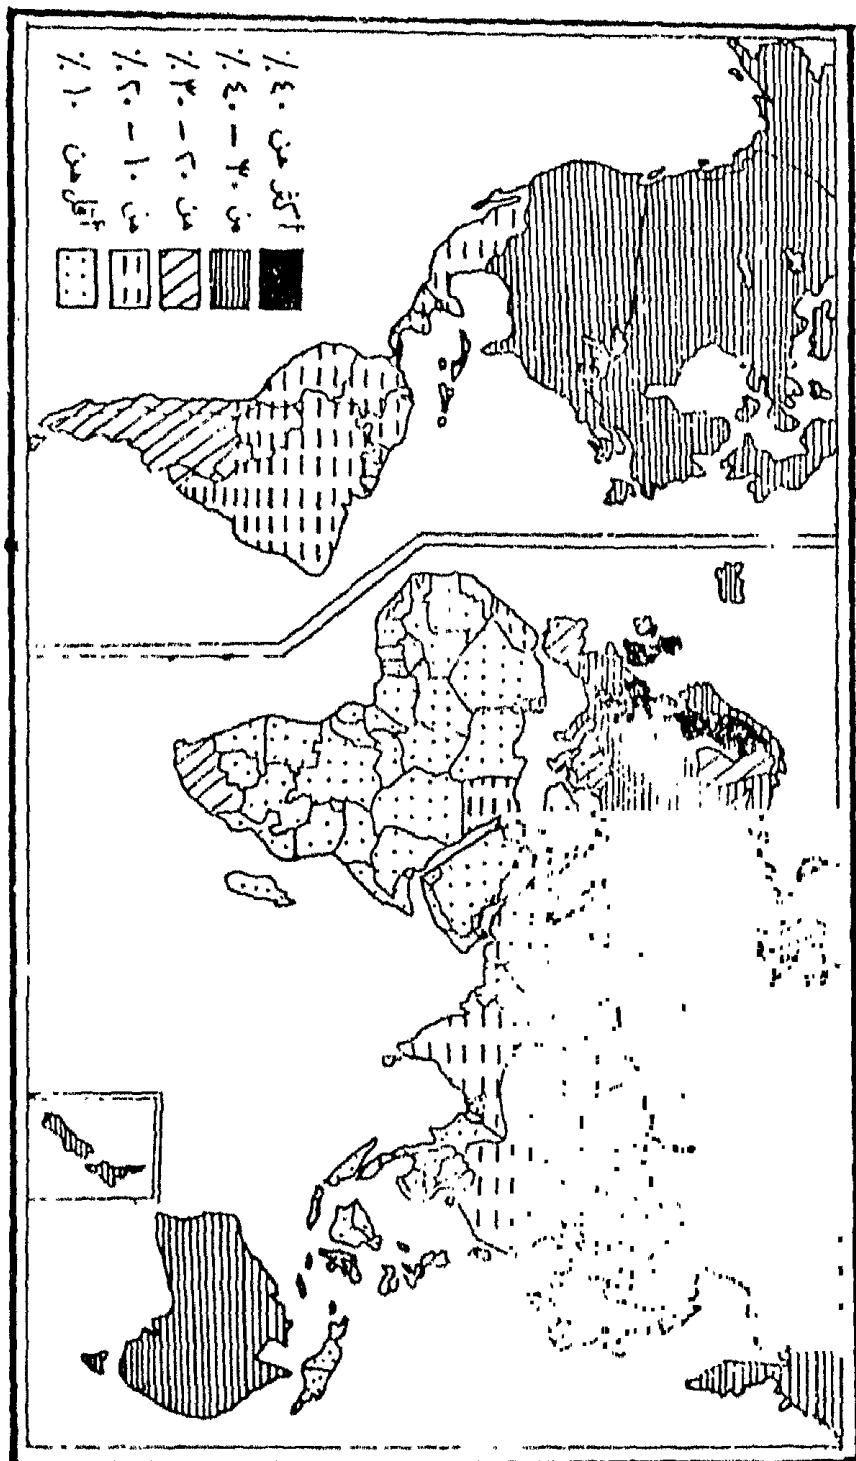 أكثر من ٤٠ ٪
من ٣٠ — ٤٠ ٪
من ٢٠ — ٣٠ ٪
من ١٠ — ٢٠ ٪
أقل من ١٠ ٪